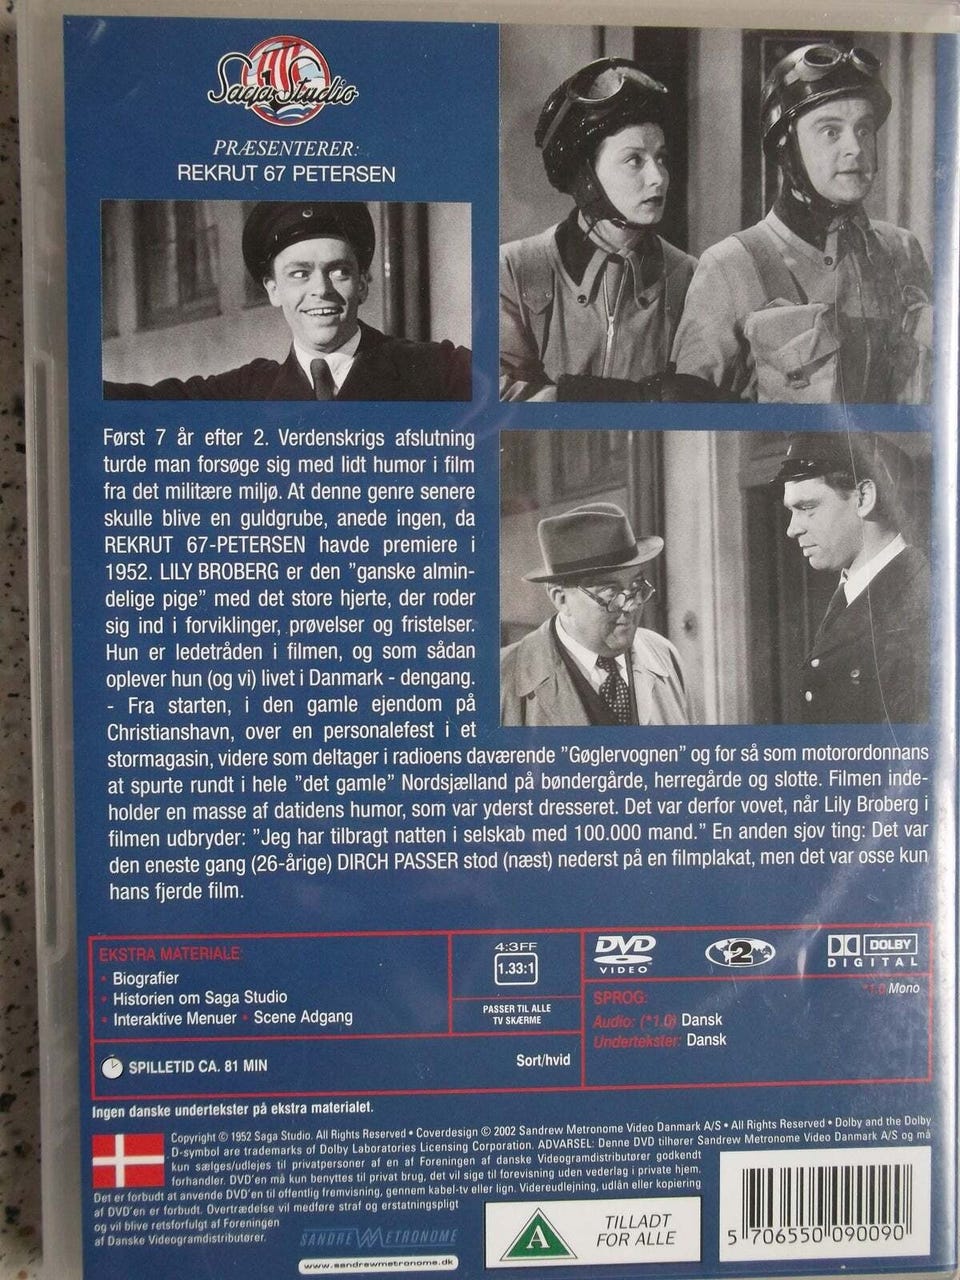 Saga Studio
PRÆSENTERER:
REKRUT 67 PETERSEN
Først 7 år efter 2. Verdenskrigs afslutning
turde man forsøge sig med lidt humor i film
fra det militære miljø. At denne genre senere
skulle blive en guldgrube, anede ingen, da
REKRUT 67-PETERSEN havde premiere i
1952. LILY BROBERG er den "ganske almin-
delige pige" med det store hjerte, der roder
sig ind i forviklinger, prøvelser og fristelser.
Hun er ledetråden i filmen, og som sådan
oplever hun (og vi) livet i Danmark - dengang.
- Fra starten, i den gamle ejendom på
Christianshavn, over en personalefest i et
stormagasin, videre som deltager i radioens daværende "Gøglervognen" og for så som motorordonnans
at spurte rundt i hele "det gamle" Nordsjælland på bøndergårde, herregårde og slotte. Filmen inde-
holder en masse af datidens humor, som var yderst dresseret. Det var derfor vovet, når Lily Broberg i
filmen udbryder: "Jeg har tilbragt natten i selskab med 100.000 mand." En anden sjov ting: Det var
den eneste gang (26-årige) DIRCH PASSER stod (næst) nederst på en filmplakat, men det var osse kun
hans fjerde film.
EKSTRA MATERIALE:
• Biografier
• Historien om Saga Studio
• Interaktive Menuer • Scene Adgang
4:3FF
1.33:1
PASSER TIL ALLE
TV SKÆRME
SPILLETID CA. 81 MIN
Sort/hvid
DVD
VIDEO
2
DOLBY
DIGITAL
*1.0 Mono
SPROG:
Audio: (*1.0) Dansk
Undertekster: Dansk
Ingen danske undertekster på ekstra materialet.
Copyright © 1952 Saga Studio. All Rights Reserved • Coverdesign © 2002 Sandrew Metronome Video Danmark A/S • All Rights Reserved • Dolby and the Dolby
D-symbol are trademarks of Dolby Laboratories Licensing Corporation. ADVARSEL: Denne DVD tilhører Sandrew Metronome Video Danmark A/S og må
kun sælges/udlejes til privatpersoner af en af Foreningen af danske Videogramdistributører godkendt
forhandler. DVD'en må kun benyttes til privat brug, det vil sige til forevisning uden vederlag i private hjem.
Det er forbudt at anvende DVD'en til offentlig fremvisning, gennem kabel-tv eller lign. Videreudlejning, udlån eller kopiering
af DVD'en er forbudt. Overtrædelse vil medføre straf og erstatningspligt
og vil blive retsforfulgt af Foreningen
af Danske Videogramdistributører.
SANDREW METRONOME
www.sandrewmetronome.dk
A
TILLADT
FOR ALLE
5 706550 090090